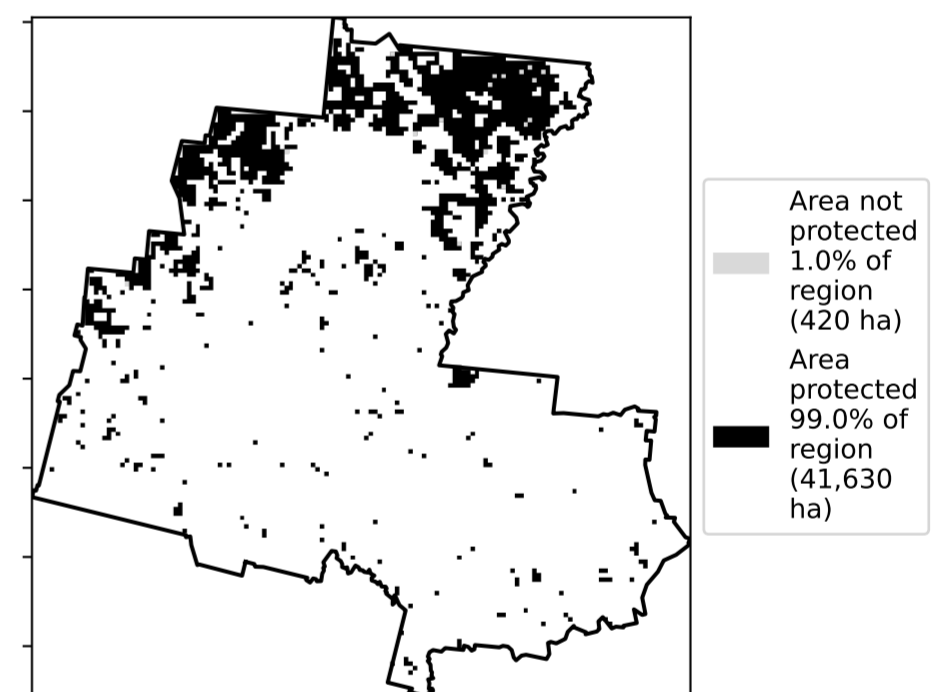 Area not
protected
1.0% of
region
(420 ha)
Area
protected
99.0% of
region
(41,630
ha)